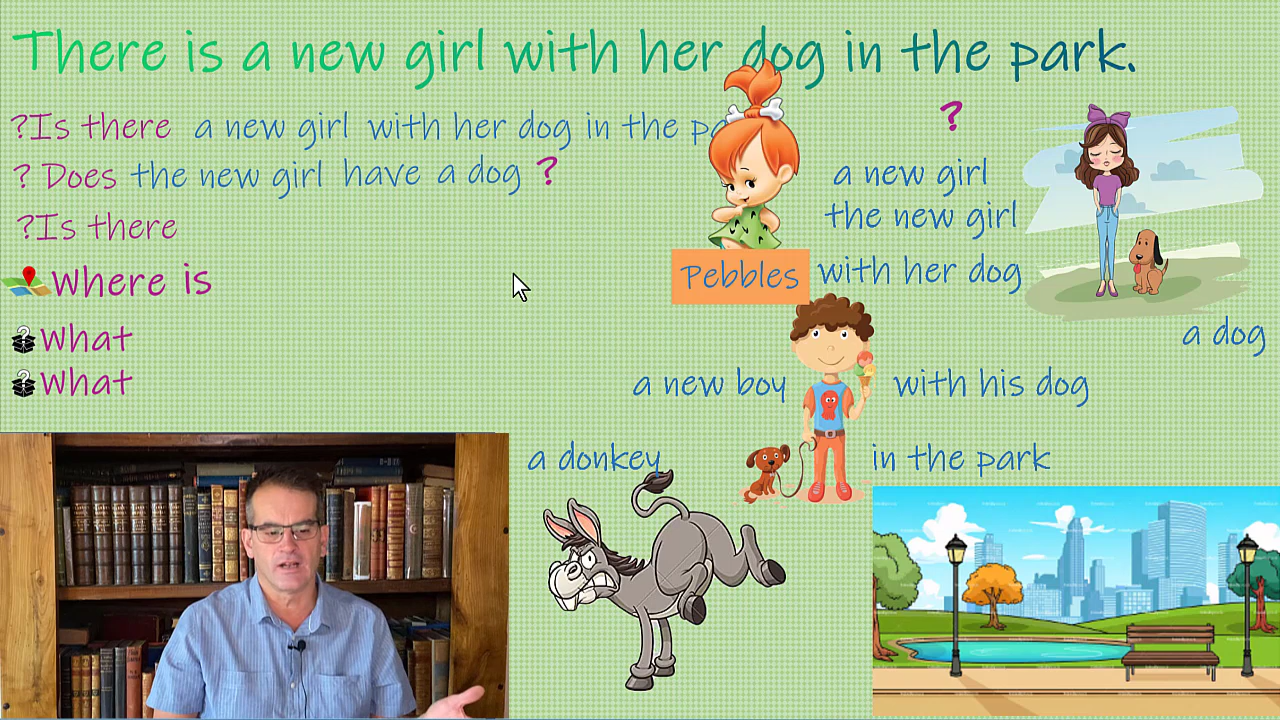 There is a new girl with her dog in the park.
?Is there a new girl with her dog in the
?
? Does the new girl have a dog ?
a new girl
?Is there
the new girl
Where is
Pebbles
with her dog
a dog
What
What
a new boy
with his dog
a donkey
in the park